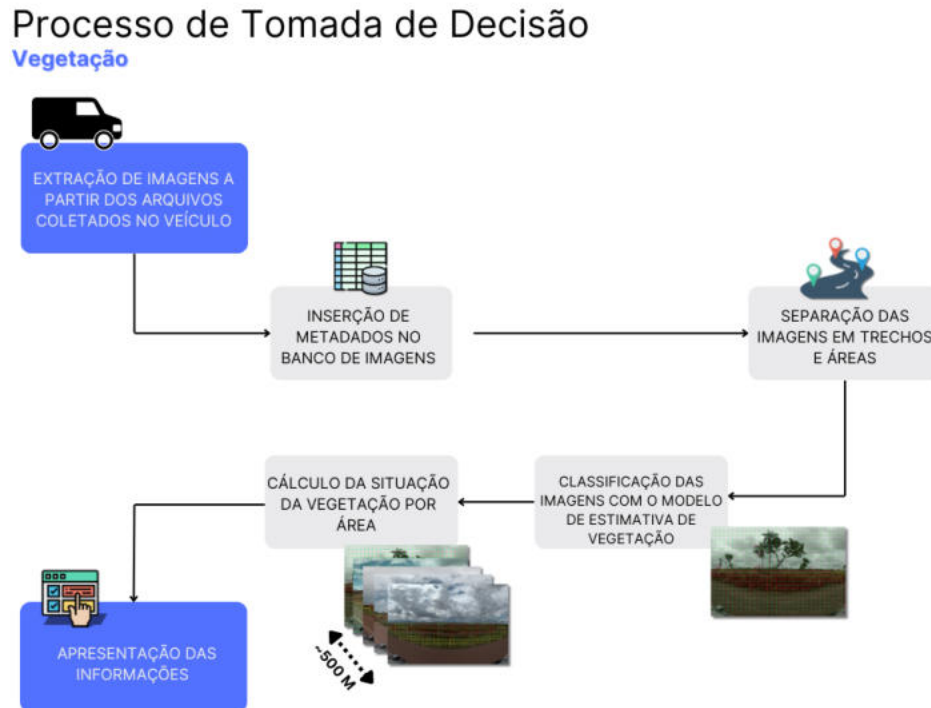 Processo de Tomada de Decisão
Vegetação
EXTRAÇÃO DE IMAGENS A
PARTIR DOS ARQUIVOS
COLETADOS NO VEÍCULO
INSERÇÃO DE
METADADOS NO
BANCO DE IMAGENS
SEPARAÇÃO DAS
IMAGENS EM TRECHOS
E ÁREAS
CLASSIFICAÇÃO DAS
IMAGENS COM O MODELO
DE ESTIMATIVA DE
VEGETAÇÃO
CÁLCULO DA SITUAÇÃO
DA VEGETAÇÃO POR
ÁREA
~500 M
APRESENTAÇÃO DAS
INFORMAÇÕES